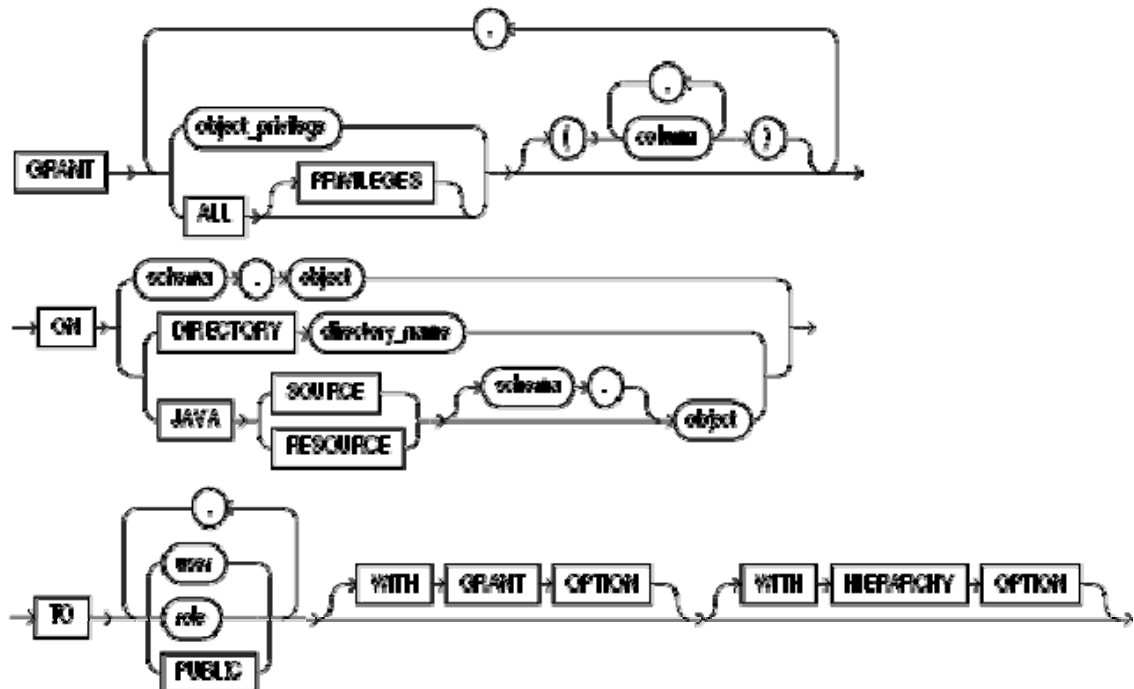 ,
,
object_privilege
( column )
GRANT
PRIVILEGES
ALL
schema . object
ON
DIRECTORY directory_name
SOURCE schema .
JAVA object
RESOURCE
,
user
WITH GRANT OPTION WITH HIERARCHY OPTION
TO role
PUBLIC